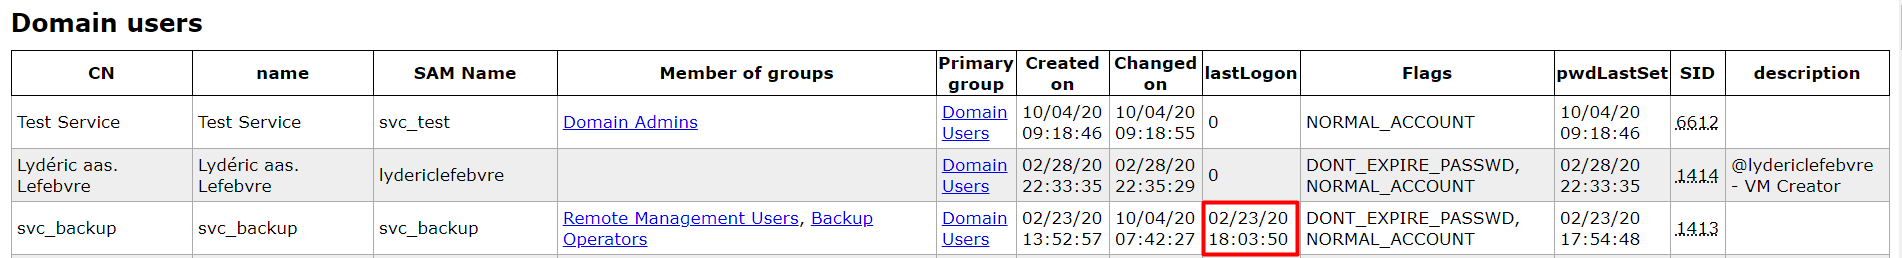 Domain users
CN name SAM Name Member of groups Primary group Created on Changed on lastLogon Flags pwdLastSet SID description
Test Service Test Service svc_test Domain Admins Domain Users 10/04/20 09:18:46 10/04/20 09:18:55 0 NORMAL_ACCOUNT 10/04/20 09:18:46 6612
Lydéric aas. Lefebvre Lydéric aas. Lefebvre lydericlefebvre Domain Users 02/28/20 22:33:35 02/28/20 22:35:29 0 DONT_EXPIRE_PASSWD, NORMAL_ACCOUNT 02/28/20 22:33:35 1414 @lydericlefebvre - VM Creator
svc_backup svc_backup svc_backup Remote Management Users, Backup Operators Domain Users 02/23/20 13:52:57 10/04/20 07:42:27 02/23/20 18:03:50 DONT_EXPIRE_PASSWD, NORMAL_ACCOUNT 02/23/20 17:54:48 1413